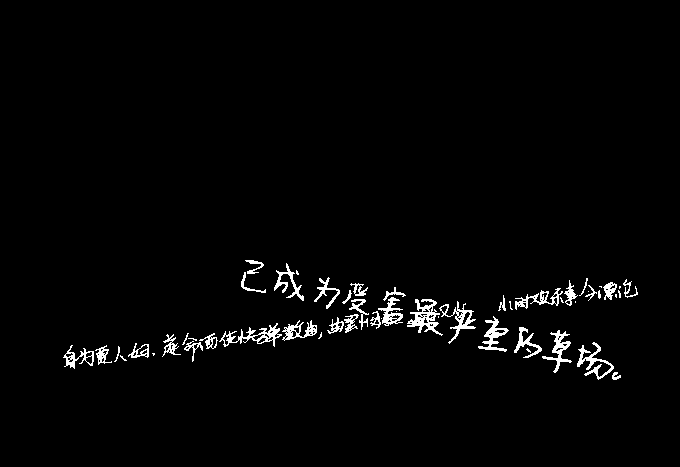 已成为受害最严重的草场。
身为贾人妇。遂命酒使快弹数曲,曲罢悯 小时欢乐事今漂沦